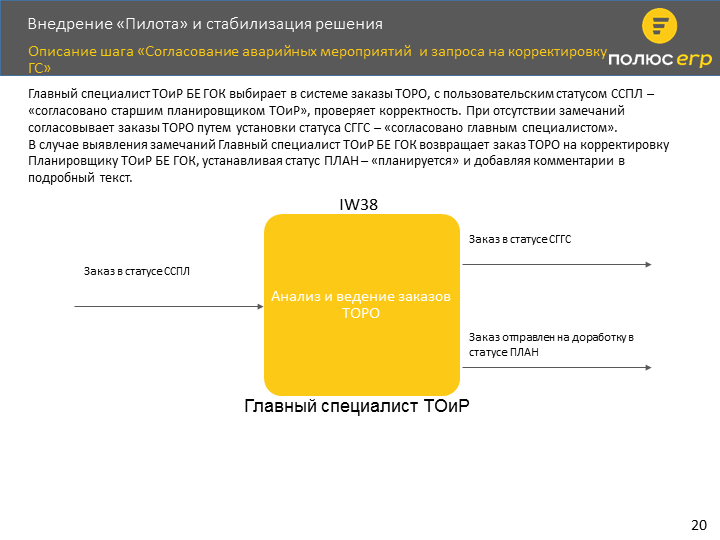 Внедрение «Пилота» и стабилизация решения
Описание шага «Согласование аварийных мероприятий и запроса на корректировку
ГС»
ПОЛЮС егр
Главный специалист ТОиР БЕ ГОК выбирает в системе заказы ТОРО, с пользовательским статусом ССПЛ –
«согласовано старшим планировщиком ТОиР», проверяет корректность. При отсутствии замечаний
согласовывает заказы ТОРО путем установки статуса СГГС – «согласовано главным специалистом».
В случае выявления замечаний Главный специалист ТОиР БЕ ГОК возвращает заказ ТОРО на корректировку
Планировщику ТОиР БЕ ГОК, устанавливая статус ПЛАН – «планируется» и добавляя комментарии в
подробный текст.
IW38
Заказ в статусе СГГС
Заказ в статусе ССПЛ
Анализ и ведение заказов
ТОРО
Заказ отправлен на доработку в
статусе ПЛАН
Главный специалист ТОиР
20